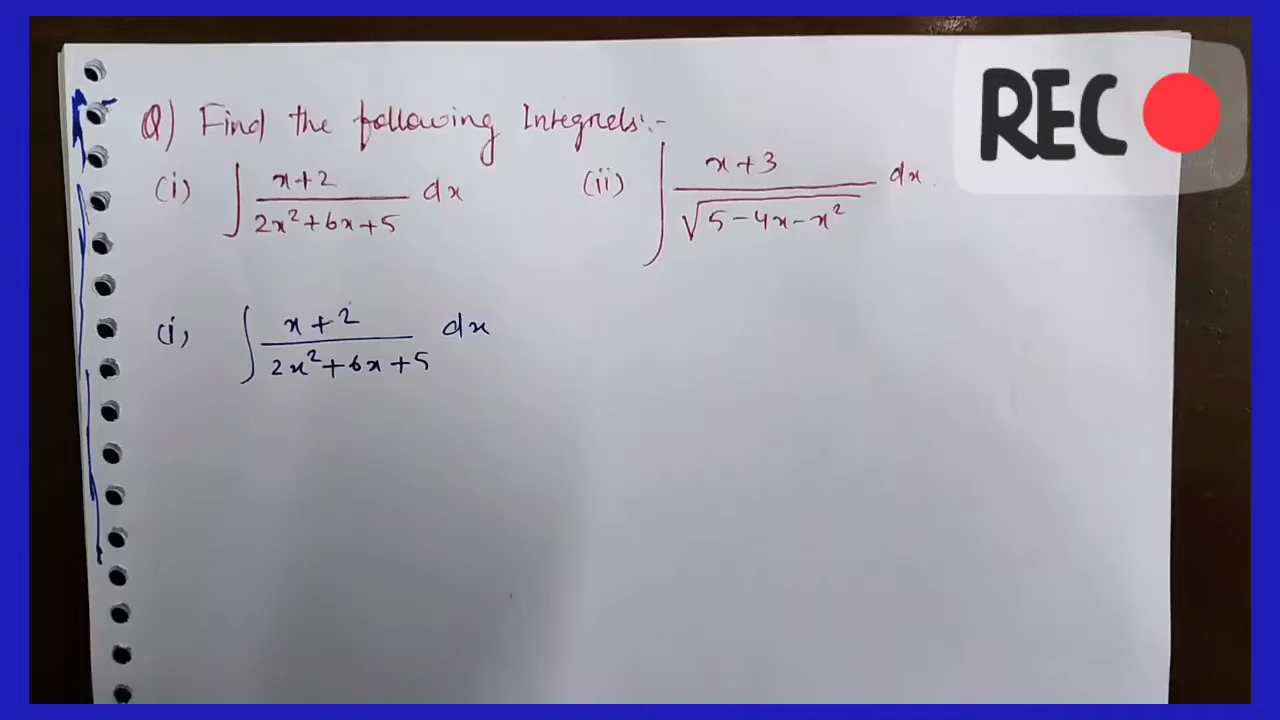 REC
Q) Find the following Integrels:-
(i) ∫ x+2 / 2x²+6x+5 dx (ii) ∫ x+3 / √5-4x-x² dx.
(i) ∫ x+2 / 2x²+6x+5 dx